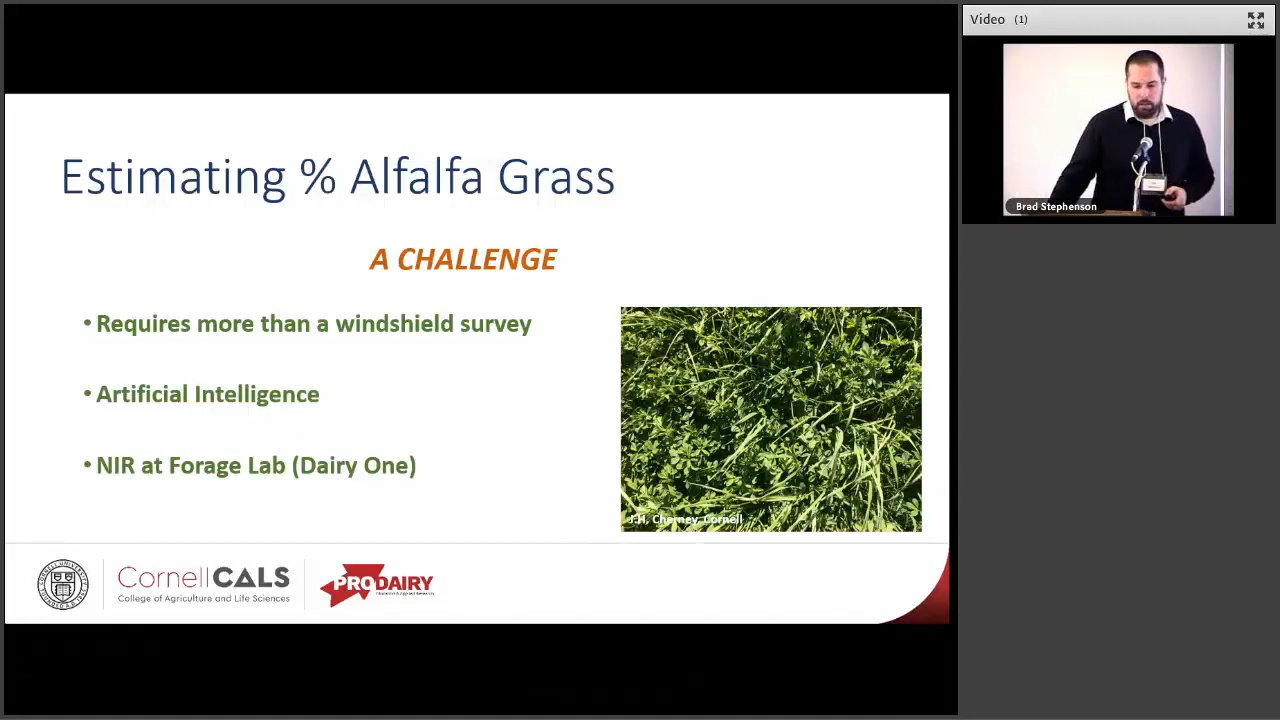 Video (1)
Brad Stephenson
Estimating % Alfalfa Grass
A CHALLENGE
• Requires more than a windshield survey
• Artificial Intelligence
• NIR at Forage Lab (Dairy One)
J.H. Cherney, Cornell
CornellCALS
College of Agriculture and Life Sciences
PRODAIRY